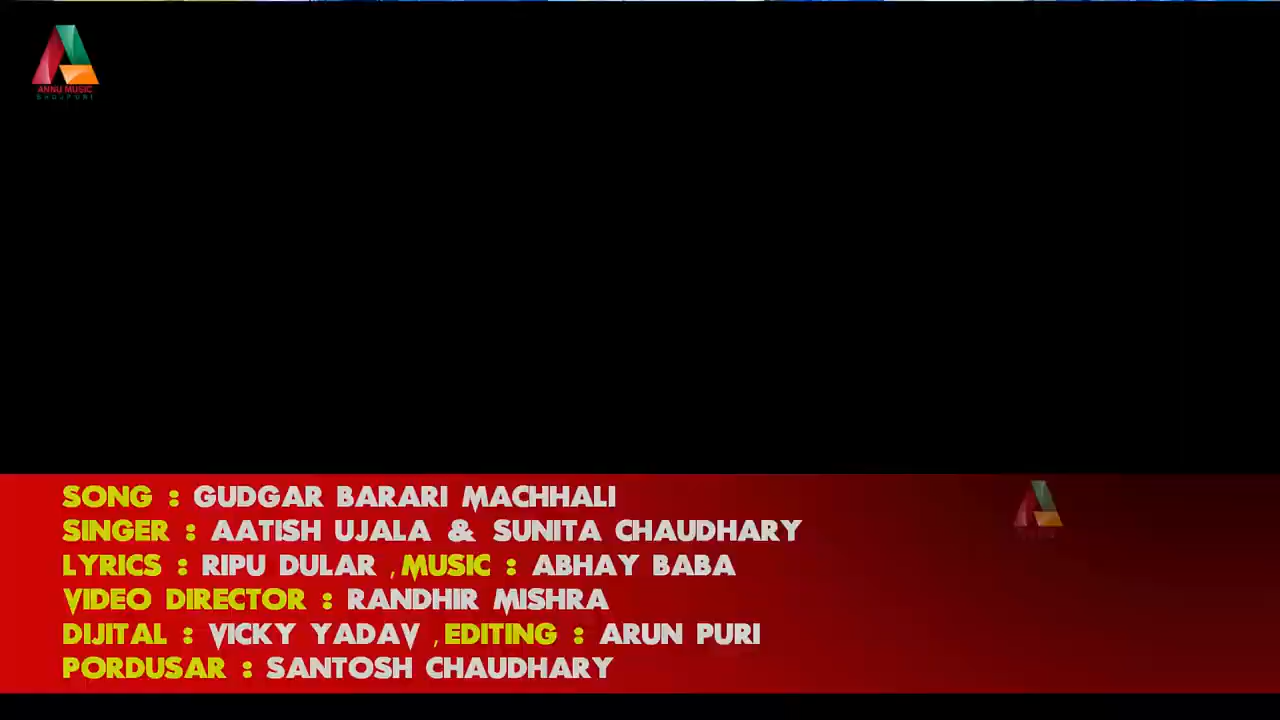 ANNU MUSIC
BHOJPURI
SONG : GUDGAR BARARI MACHHALI
SINGER : AATISH UJALA & SUNITA CHAUDHARY
LYRICS : RIPU DULAR , MUSIC : ABHAY BABA
VIDEO DIRECTOR : RANDHIR MISHRA
DIJITAL : VICKY YADAV , EDITING : ARUN PURI
PORDUSAR : SANTOSH CHAUDHARY